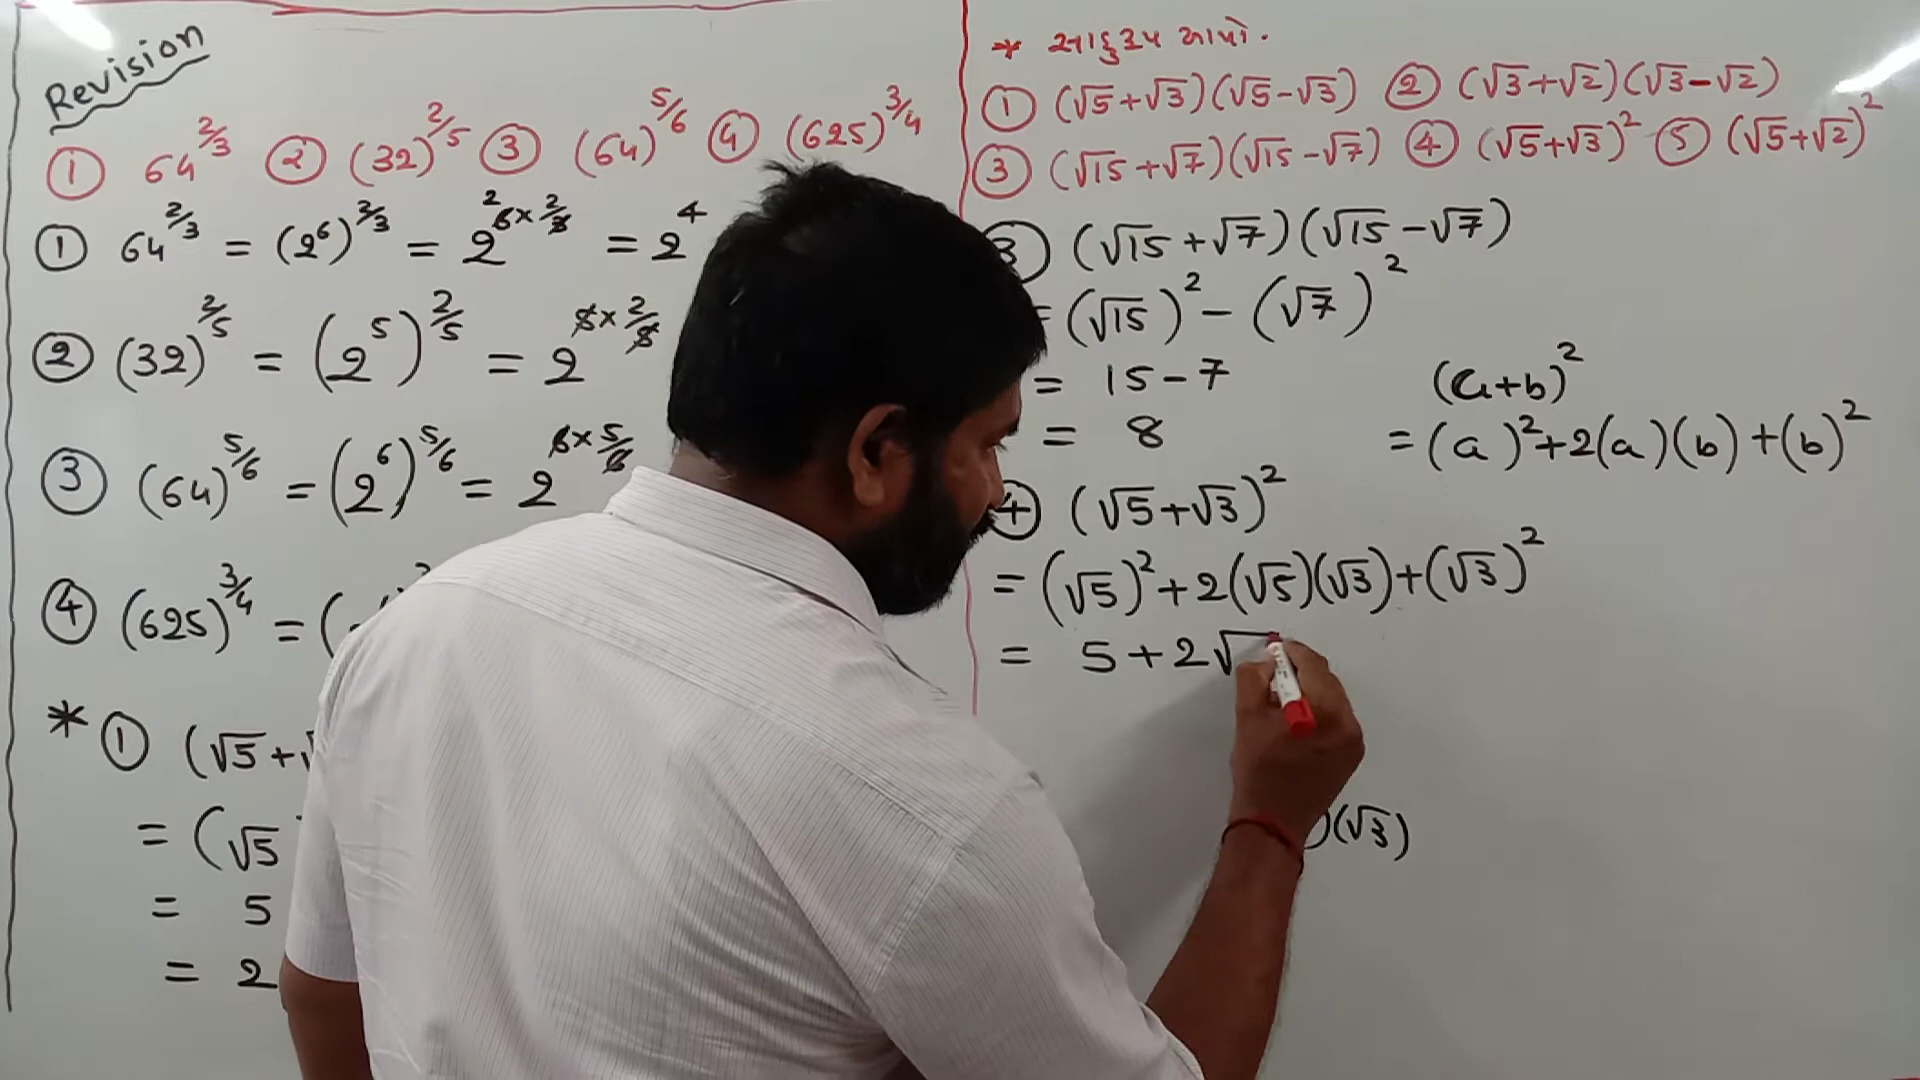 Revision
① 64^2/3 ② (32)^2/5 ③ (64)^5/6 ④ (625)^3/4
① 64^2/3 = (2^6)^2/3 = 2^6×2/3 = 2^4
② (32)^2/5 = (2^5)^2/5 = 2^5×2/5
③ (64)^5/6 = (2^6)^5/6 = 2^6×5/6
④ (625)^3/4 = (
* ① (√5+√
= (√5
= 5
= 2
* સાદુરૂપ આપો.
① (√5+√3)(√5-√3) ② (√3+√2)(√3-√2)
③ (√15+√7)(√15-√7) ④ (√5+√3)² ⑤ (√5+√2)²
③ (√15+√7)(√15-√7)
= (√15)² - (√7)²
= 15-7
= 8
(a+b)²
= (a)²+2(a)(b)+(b)²
④ (√5+√3)²
= (√5)²+2(√5)(√3)+(√3)²
= 5+2√
)(√3)